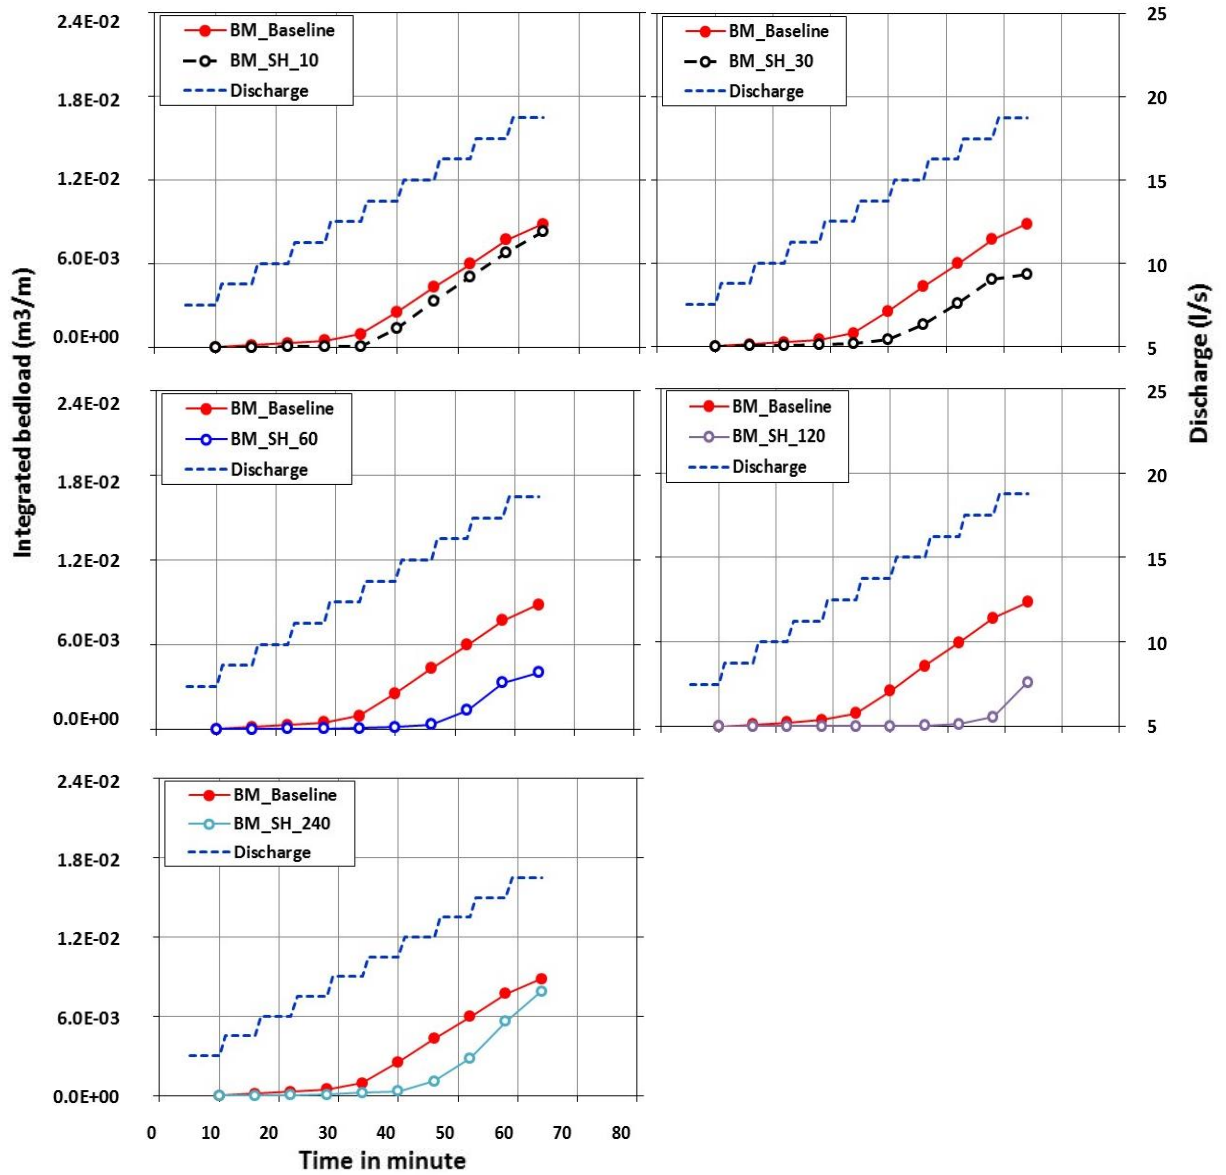 2.4E-02
1.8E-02
1.2E-02
6.0E-03
0.0E+00
BM_Baseline
BM_SH_10
Discharge
BM_Baseline
BM_SH_30
Discharge
25
20
15
10
5
Integrated bedload (m3/m)
Discharge (l/s)
2.4E-02
1.8E-02
1.2E-02
6.0E-03
0.0E+00
BM_Baseline
BM_SH_60
Discharge
BM_Baseline
BM_SH_120
Discharge
25
20
15
10
5
2.4E-02
1.8E-02
1.2E-02
6.0E-03
0.0E+00
BM_Baseline
BM_SH_240
Discharge
0 10 20 30 40 50 60 70 80
Time in minute